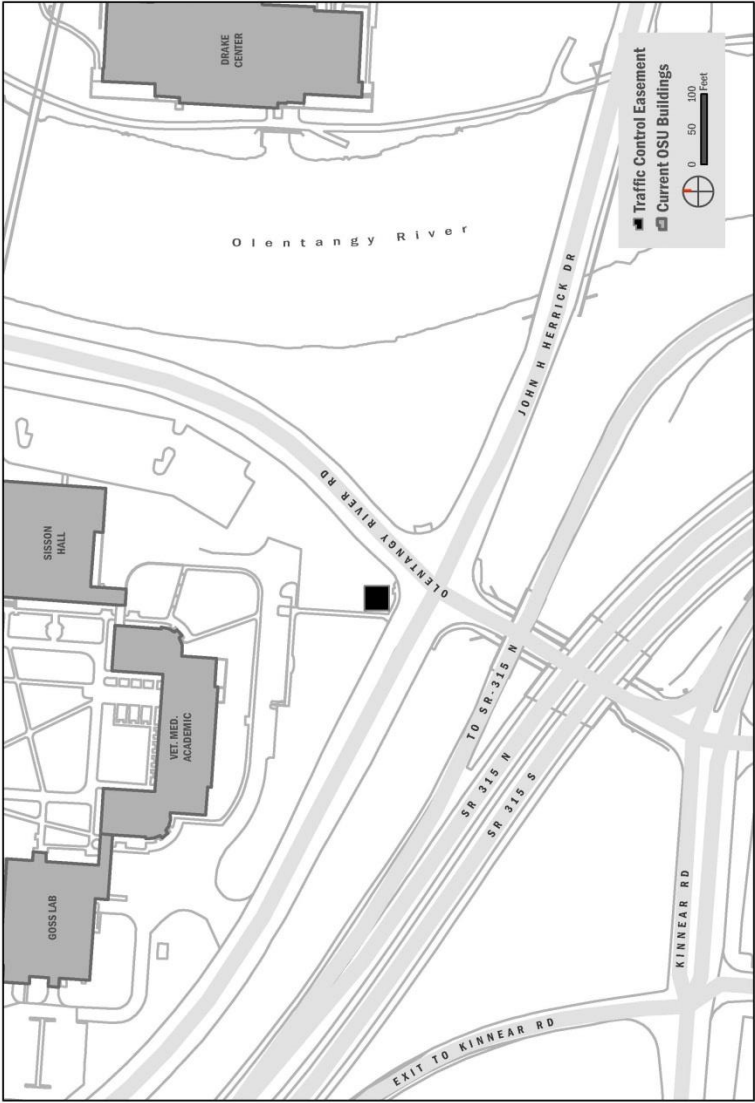 DRAKE
CENTER
Traffic Control Easement
Current OSU Buildings
0 50 100
Feet
Olentangy River
JOHN H HERRICK DR
OLENTANGY RIVER RD
SISSON
HALL
VET. MED.
ACADEMIC
GOSS LAB
TO SR-315 N
SR 315 N
SR 315 S
KINNEAR RD
EXIT TO KINNEAR RD